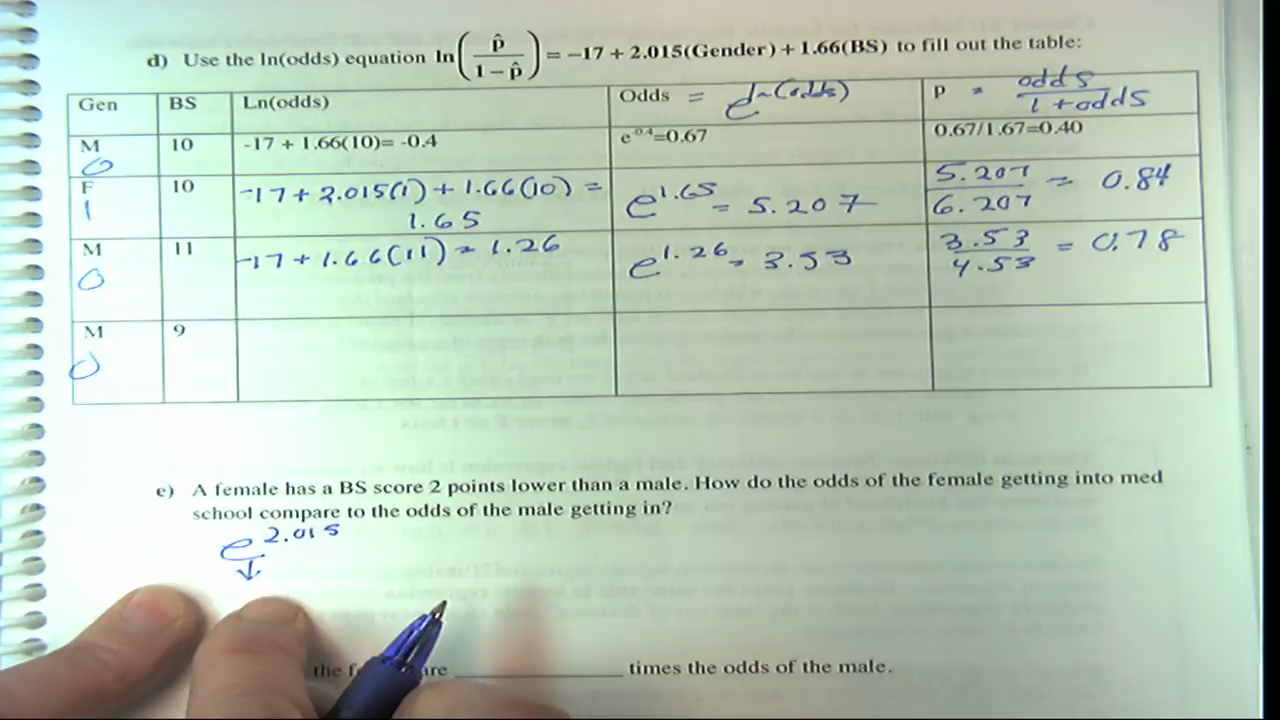 d) Use the ln(odds) equation ln(p̂/(1−p̂)) = −17 + 2.015(Gender) + 1.66(BS) to fill out the table:
Gen BS Ln(odds) Odds = e^ln(odds) p = odds/(1+odds)
M 10 -17 + 1.66(10)= -0.4 e^-0.4=0.67 0.67/1.67=0.40
0
F 10 -17 + 2.015(1) + 1.66(10) = 1.65 e^1.65 = 5.207 5.207/6.207 = 0.84
1
M 11 -17 + 1.66(11) = 1.26 e^1.26 = 3.53 3.53/4.53 = 0.78
0
M 9
0
e) A female has a BS score 2 points lower than a male. How do the odds of the female getting into med
school compare to the odds of the male getting in?
e^2.015
↓
the are ____________ times the odds of the male.